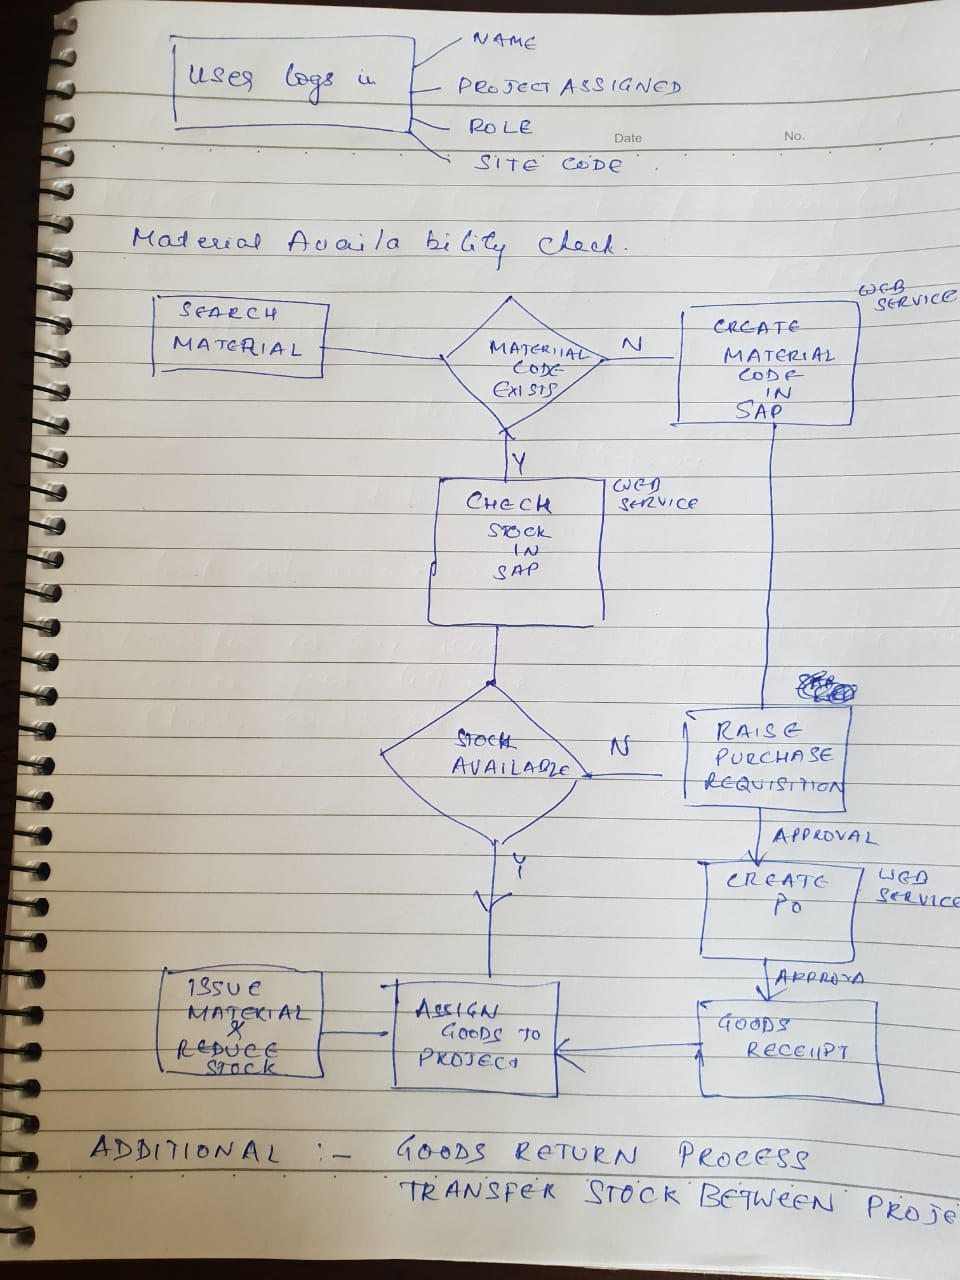 User logs in
NAME
PROJECT ASSIGNED
ROLE
Date
No.
SITE CODE
Material Availability Check.
SEARCH
MATERIAL
MATERIIAL
CODE
EXISTS
N
WEB
SERVICE
CREATE
MATERIAL
CODE
IN
SAP
Y
CHECK
STOCK
IN
SAP
WEB
SERVICE
STOCK
AVAILABLE
N
RAISE
PURCHASE
REQUISITION
APPROVAL
Y
CREATE
PO
WEB
SERVICE
APPROVA
ISSUE
MATERIAL
&
REDUCE
STOCK
ASSIGN
GOODS TO
PROJECT
GOODS
RECEIIPT
ADDITIONAL :- GOODS RETURN PROCESS
TRANSFER STOCK BETWEEN PROJE